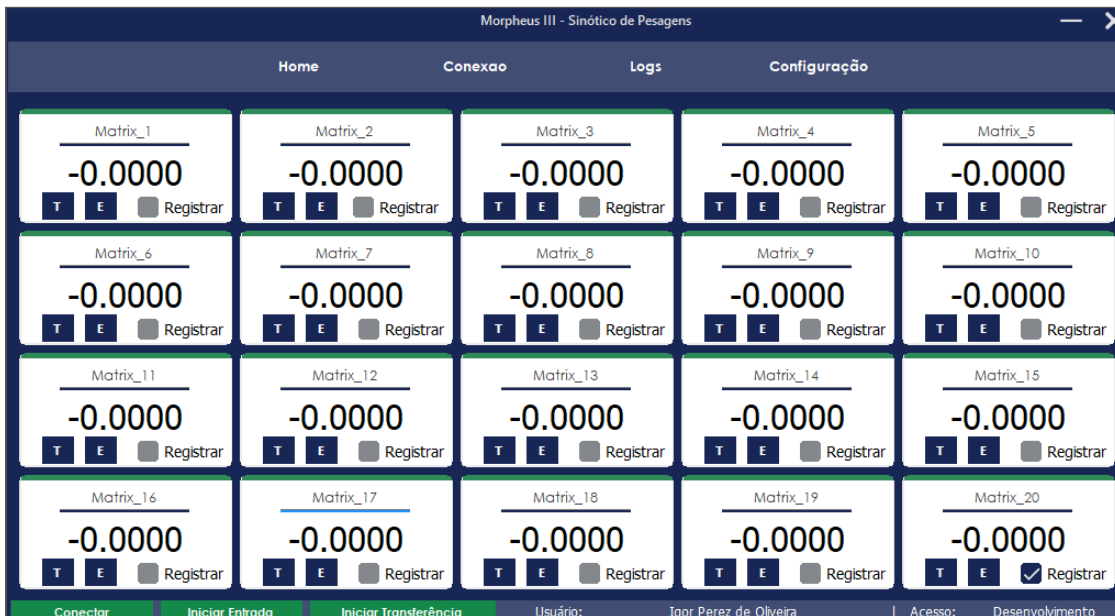 Morpheus III - Sinótico de Pesagens
Home Conexao Logs Configuração
Matrix_1 Matrix_2 Matrix_3 Matrix_4 Matrix_5
-0.0000 -0.0000 -0.0000 -0.0000 -0.0000
T E Registrar T E Registrar T E Registrar T E Registrar T E Registrar
Matrix_6 Matrix_7 Matrix_8 Matrix_9 Matrix_10
-0.0000 -0.0000 -0.0000 -0.0000 -0.0000
T E Registrar T E Registrar T E Registrar T E Registrar T E Registrar
Matrix_11 Matrix_12 Matrix_13 Matrix_14 Matrix_15
-0.0000 -0.0000 -0.0000 -0.0000 -0.0000
T E Registrar T E Registrar T E Registrar T E Registrar T E Registrar
Matrix_16 Matrix_17 Matrix_18 Matrix_19 Matrix_20
-0.0000 -0.0000 -0.0000 -0.0000 -0.0000
T E Registrar T E Registrar T E Registrar T E Registrar T E Registrar
Conectar Iniciar Entrada Iniciar Transferência Usuário: Igor Perez de Oliveira | Acesso: Desenvolvimento